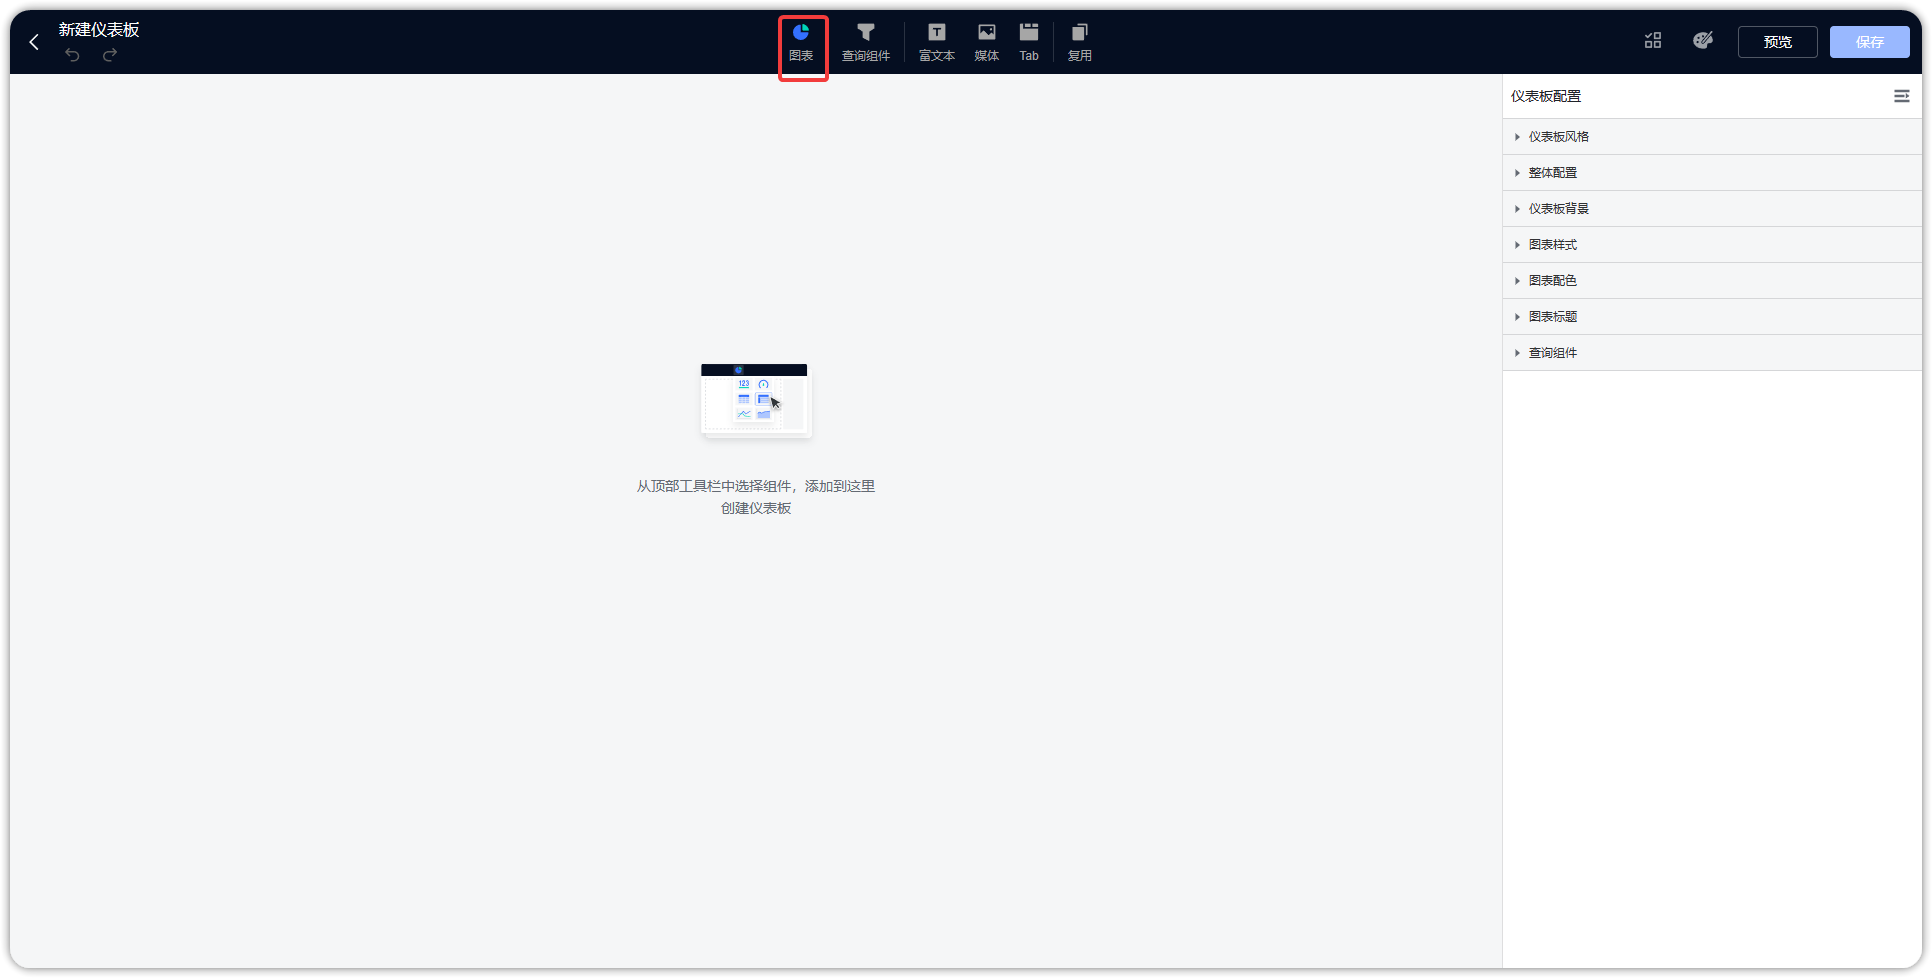 新建仪表板
图表
查询组件
富文本
媒体
Tab
复用
预览
保存
仪表板配置
仪表板风格
整体配置
仪表板背景
图表样式
图表配色
图表标题
查询组件
123
从顶部工具栏中选择组件，添加到这里
创建仪表板